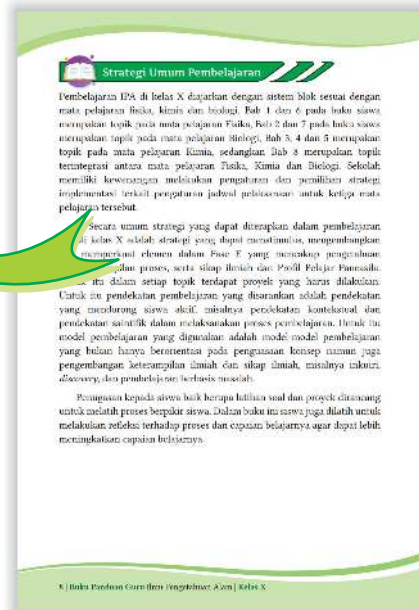 Strategi Umum Pembelajaran
Pembelajaran IPA di kelas X diajarkan dengan sistem blok sesuai dengan
mata pelajaran fisika, kimia dan biologi. Bab 1 dan 6 pada buku siswa
merupakan topik pada mata pelajaran Fisika, Bab 2 dan 7 pada buku siswa
merupakan topik pada mata pelajaran Biologi, Bab 3, 4 dan 5 merupakan
topik pada mata pelajaran Kimia, sedangkan Bab 8 merupakan topik
terintegrasi antara mata pelajaran Fisika, Kimia dan Biologi. Sekolah
memiliki kewenangan melakukan pengaturan dan pemilihan strategi
implementasi terkait pengaturan jadwal pelaksanaan untuk ketiga mata
pelajaran tersebut.
Secara umum strategi yang dapat diterapkan dalam pembelajaran
di kelas X adalah strategi yang dapat menstimulus, mengembangkan
memperkuat elemen dalam Fase E yang mencakup pengetahuan
pilan proses, serta sikap ilmiah dan Profil Pelajar Pancasila.
itu dalam setiap topik terdapat proyek yang harus dilakukan.
Untuk itu pendekatan pembelajaran yang disarankan adalah pendekatan
yang mendorong siswa aktif, misalnya pendekatan kontekstual dan
pendekatan saintifik dalam melaksanakan proses pembelajaran. Untuk itu
model pembelajaran yang digunakan adalah model-model pembelajaran
yang bukan hanya berorientasi pada penguasaan konsep namun juga
pengembangan keterampilan ilmiah dan sikap ilmiah, misalnya inkuiri,
discovery, dan pembelajaran berbasis masalah.
Penugasan kepada siswa baik berupa latihan soal dan proyek dirancang
untuk melatih proses berpikir siswa. Dalam buku ini siswa juga dilatih untuk
melakukan refleksi terhadap proses dan capaian belajarnya agar dapat lebih
meningkatkan capaian belajarnya.
| Buku Panduan Guru Ilmu Pengetahuan Alam | Kelas X